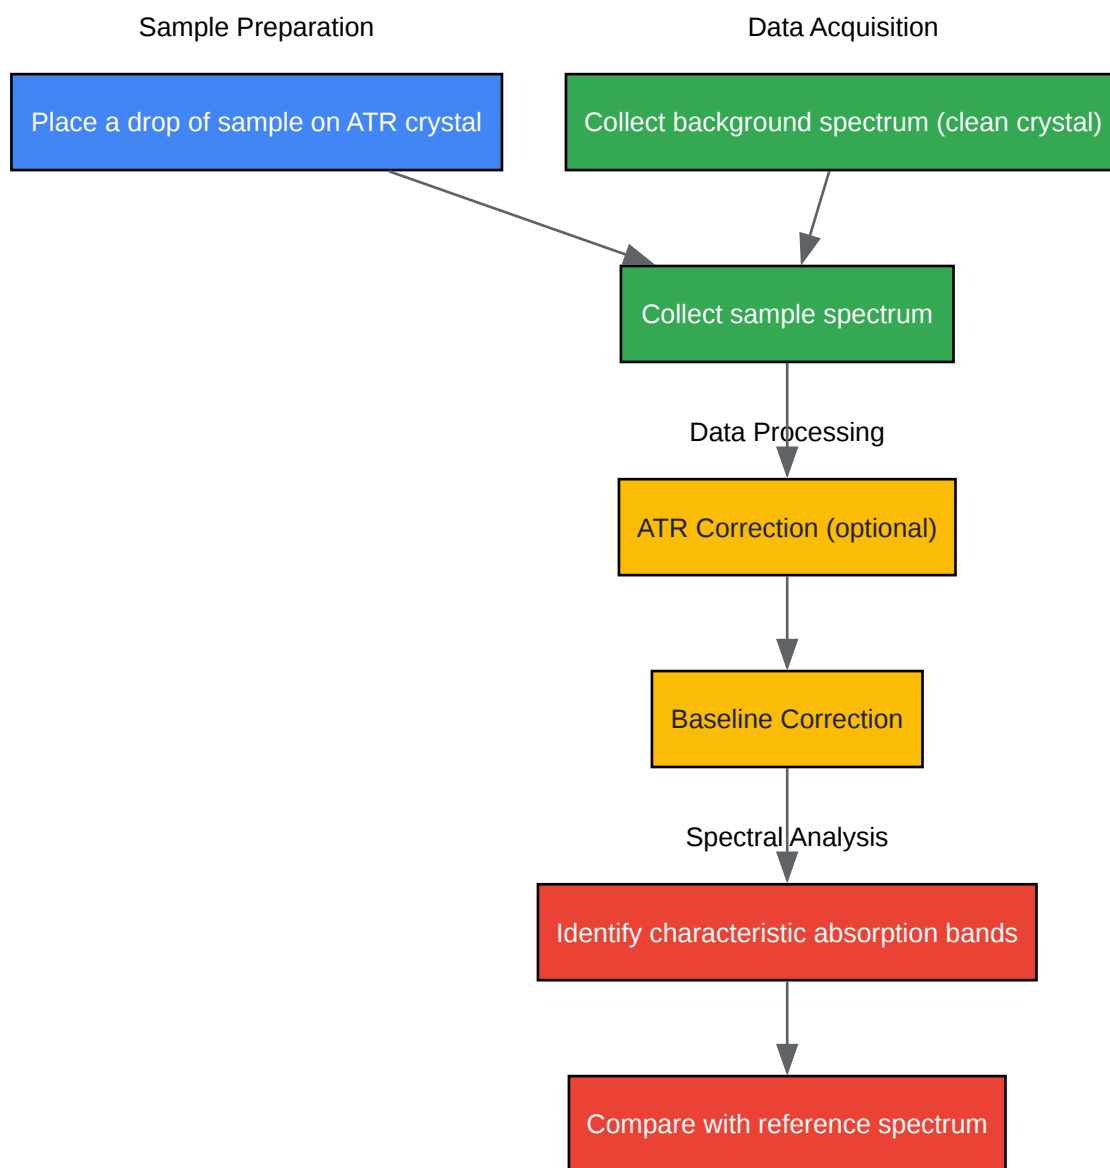 Sample Preparation
Data Acquisition
Place a drop of sample on ATR crystal
Collect background spectrum (clean crystal)
Collect sample spectrum
Data Processing
ATR Correction (optional)
Baseline Correction
Spectral Analysis
Identify characteristic absorption bands
Compare with reference spectrum